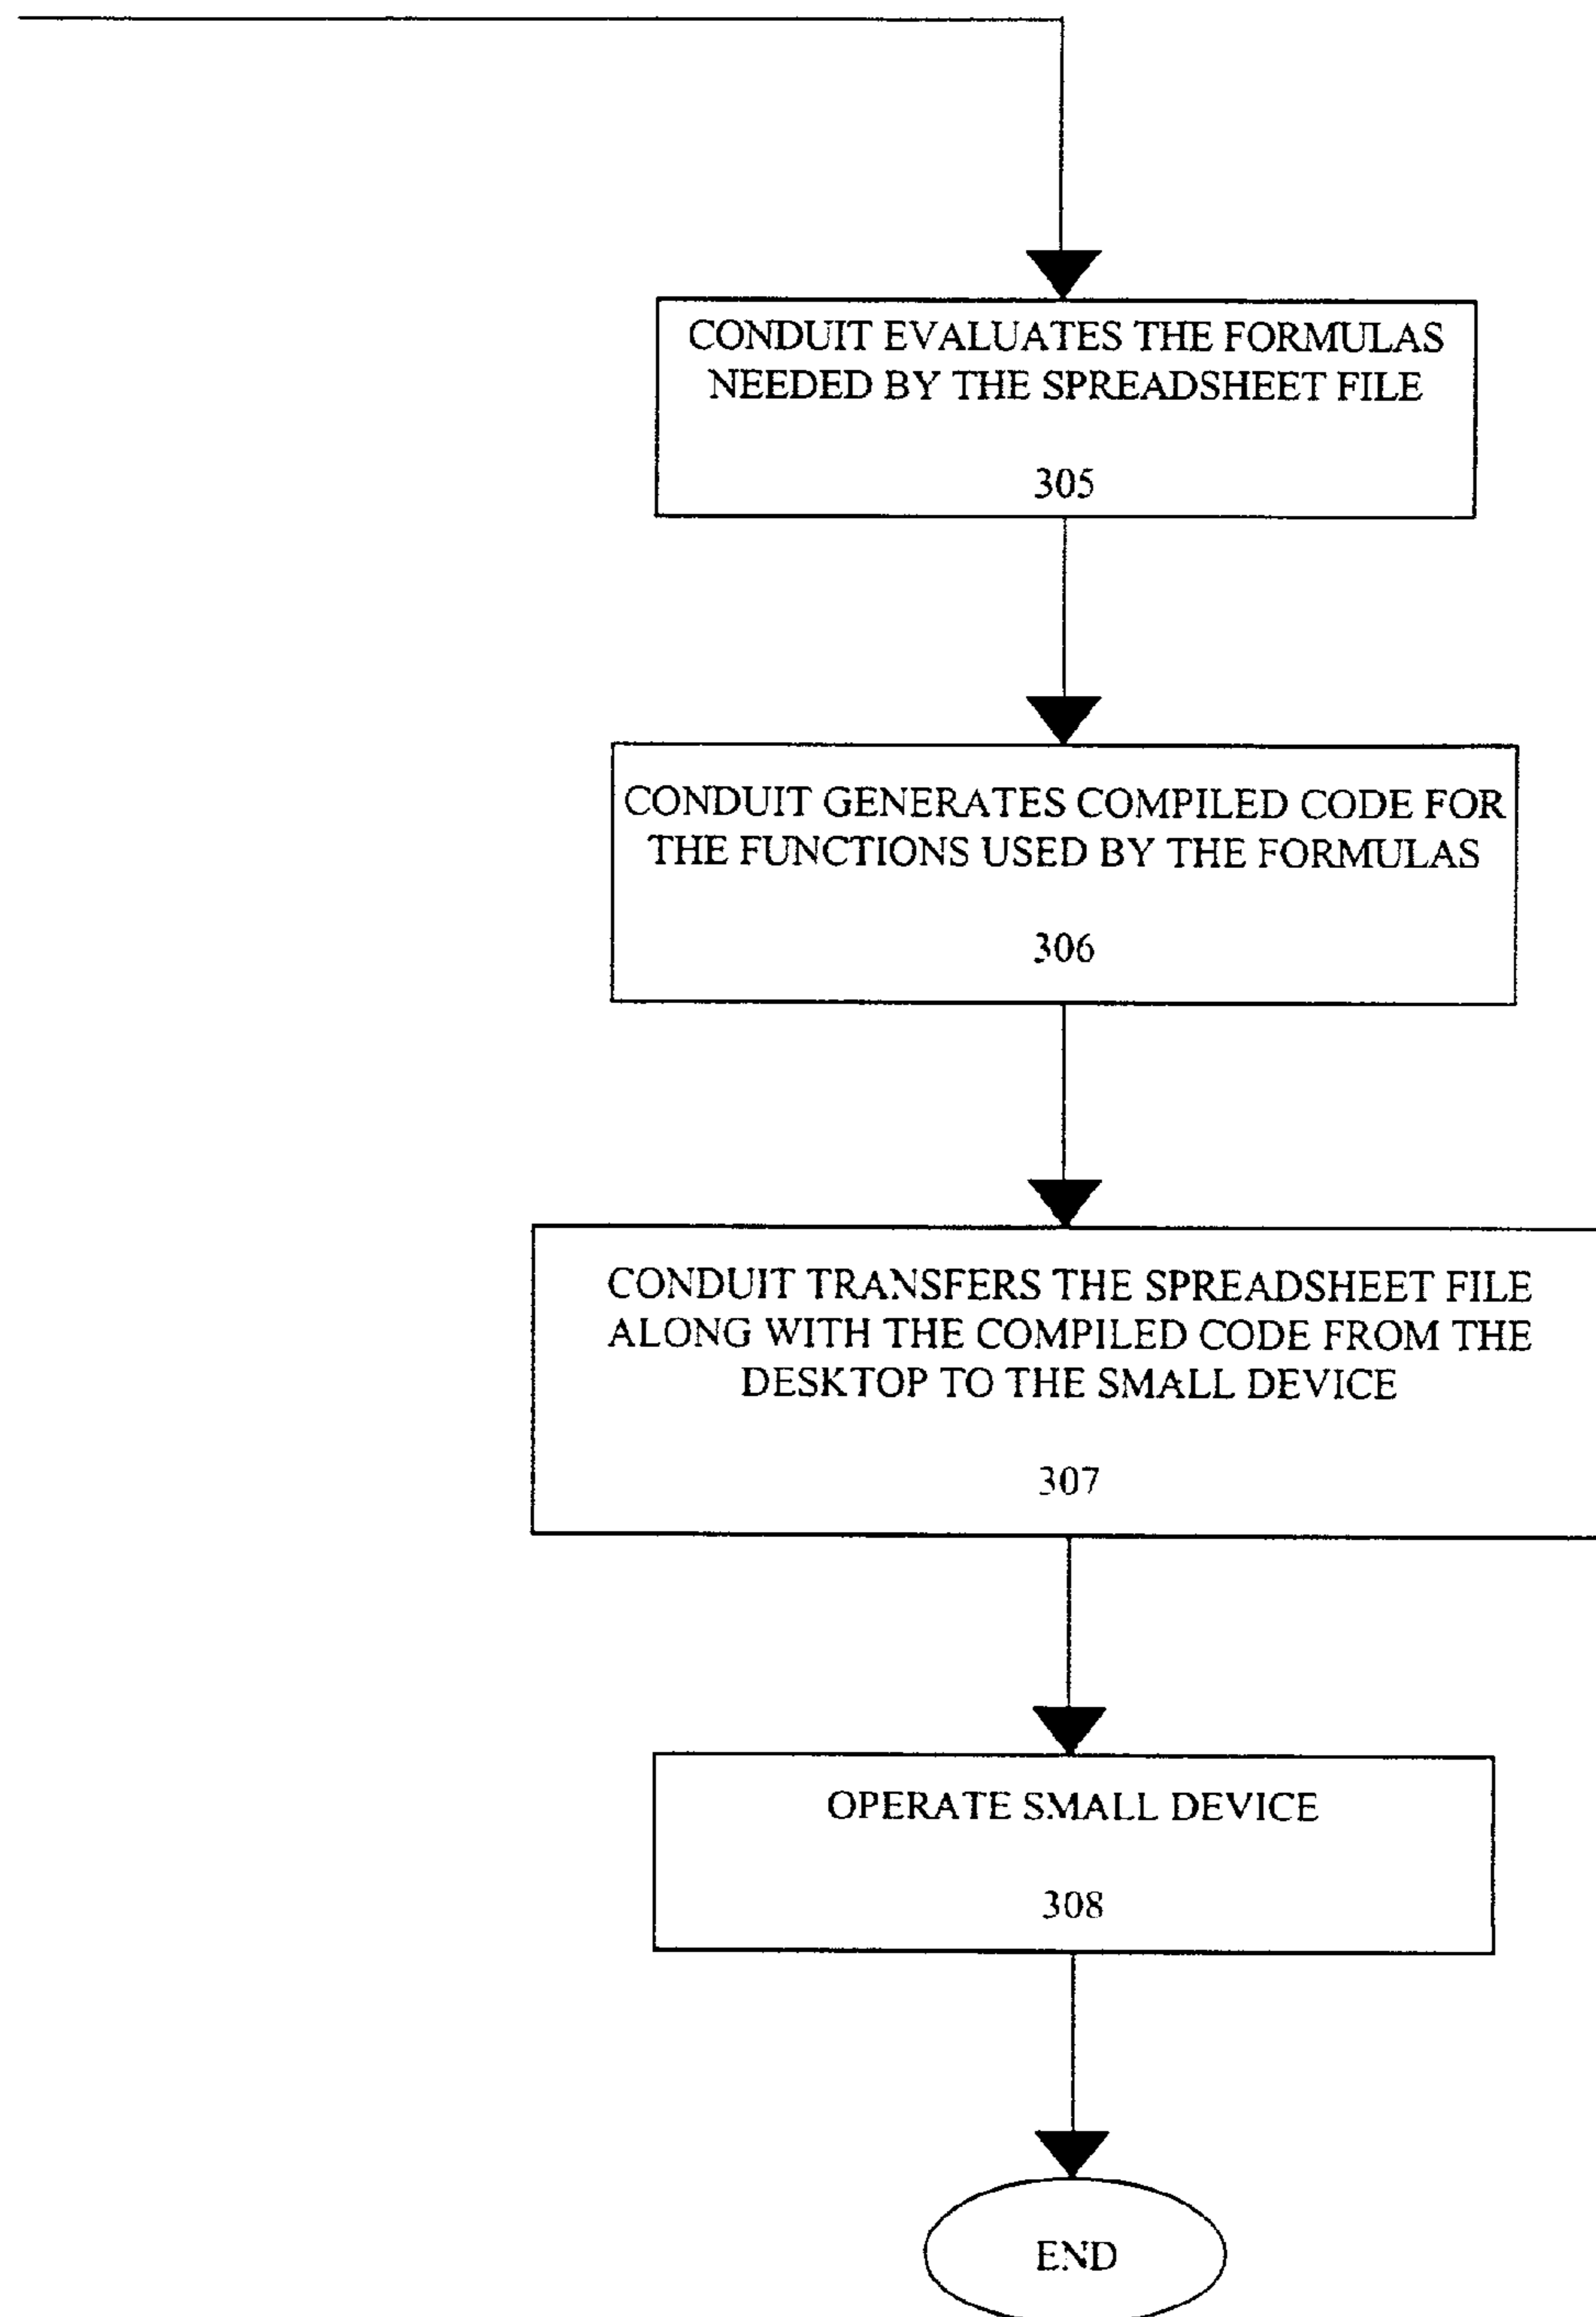 CONDUIT EVALUATES THE FORMULAS
NEEDED BY THE SPREADSHEET FILE
305
CONDUIT GENERATES COMPILED CODE FOR
THE FUNCTIONS USED BY THE FORMULAS
306
CONDUIT TRANSFERS THE SPREADSHEET FILE
ALONG WITH THE COMPILED CODE FROM THE
DESKTOP TO THE SMALL DEVICE
307
OPERATE SMALL DEVICE
308
END